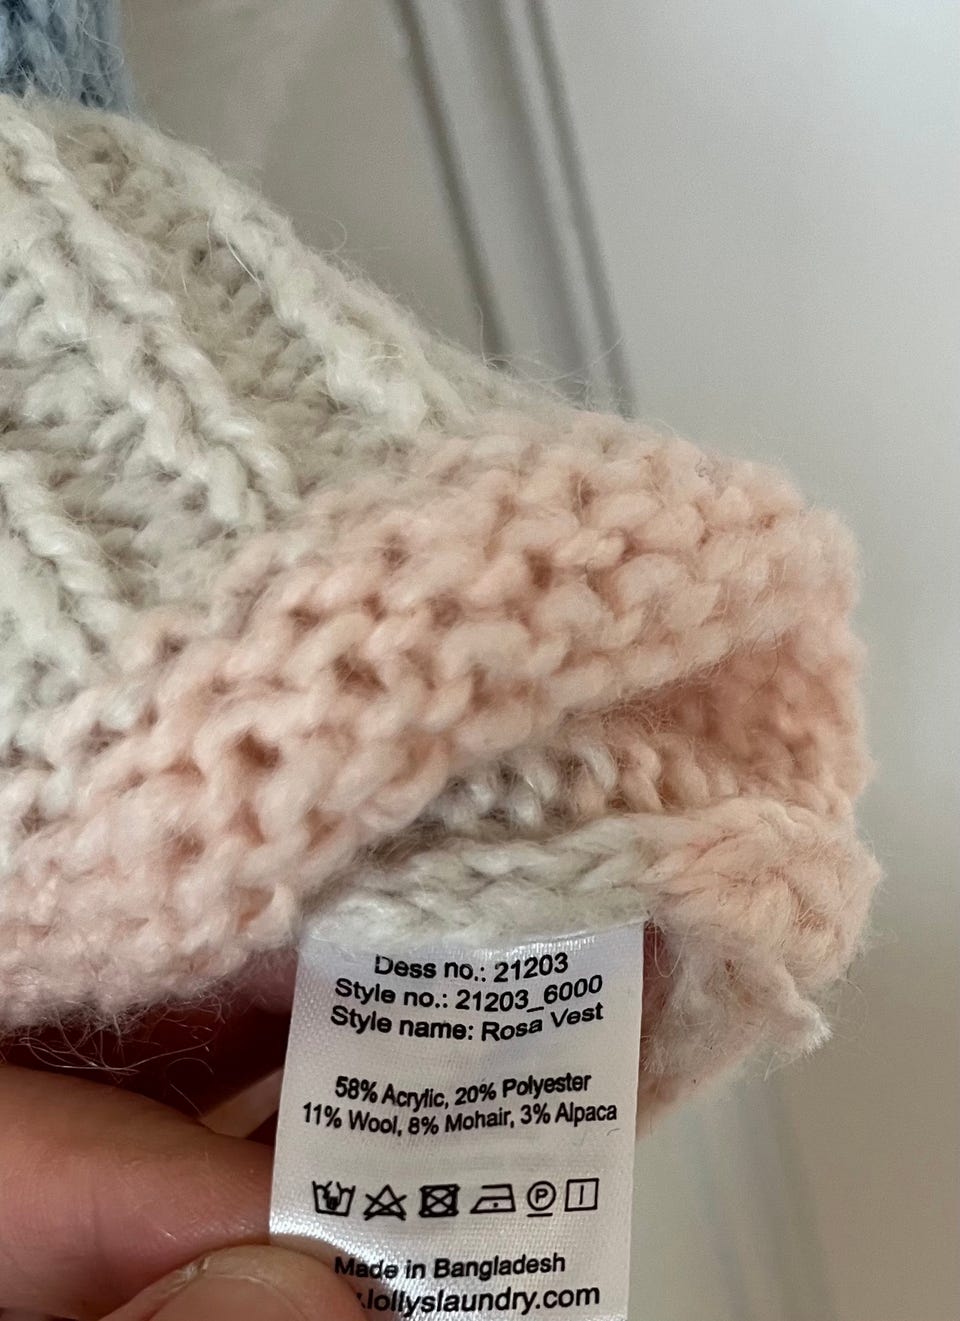 Dess no.: 21203
Style no.: 21203_6000
Style name: Rosa Vest
58% Acrylic, 20% Polyester
11% Wool, 8% Mohair, 3% Alpaca
P
Made in Bangladesh
.lollyslaundry.com